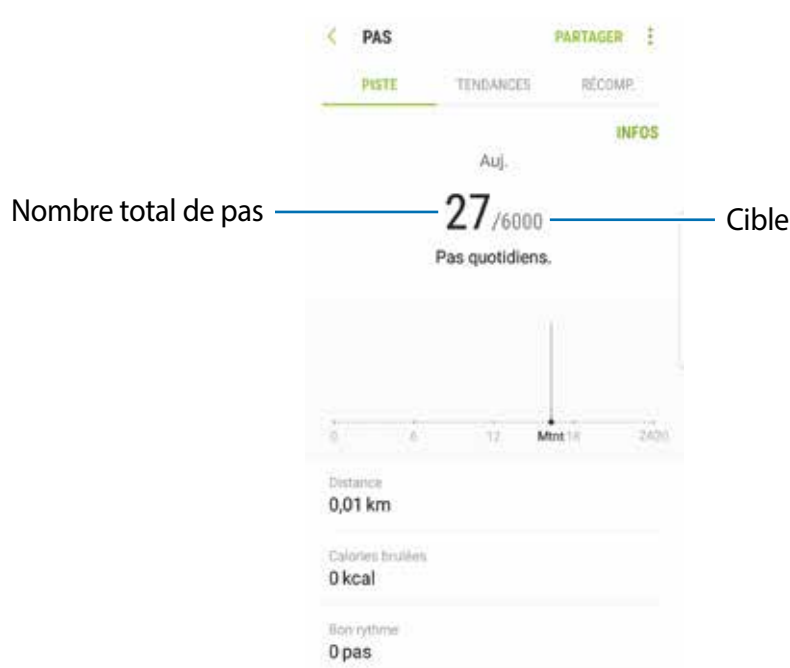 PAS PARTAGER
PISTE TENDANCES RÉCOMP.
INFOS
Auj.
Nombre total de pas 27/6000 Cible
Pas quotidiens.
0 6 12 Mtnt 18 24(h)
Distance
0,01 km
Calories brulées
0 kcal
Bon rythme
0 pas